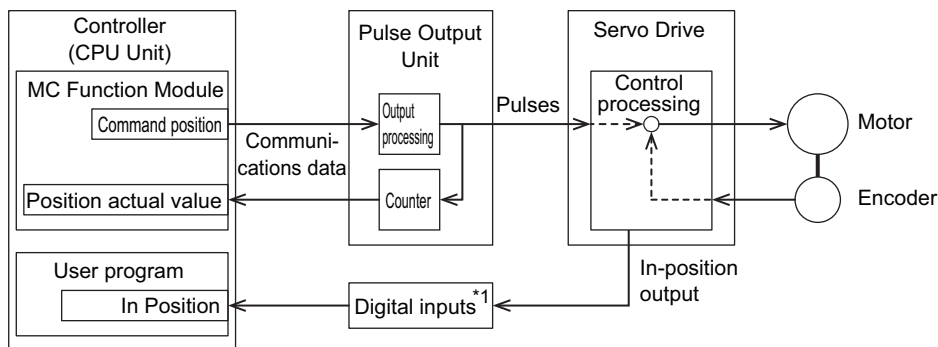 Controller
(CPU Unit)
MC Function Module
Command position
Position actual value
User program
In Position
Communi-
cations data
Pulse Output
Unit
Output
processing
Counter
Digital inputs*1
Pulses
Servo Drive
Control
processing
In-position
output
Motor
Encoder